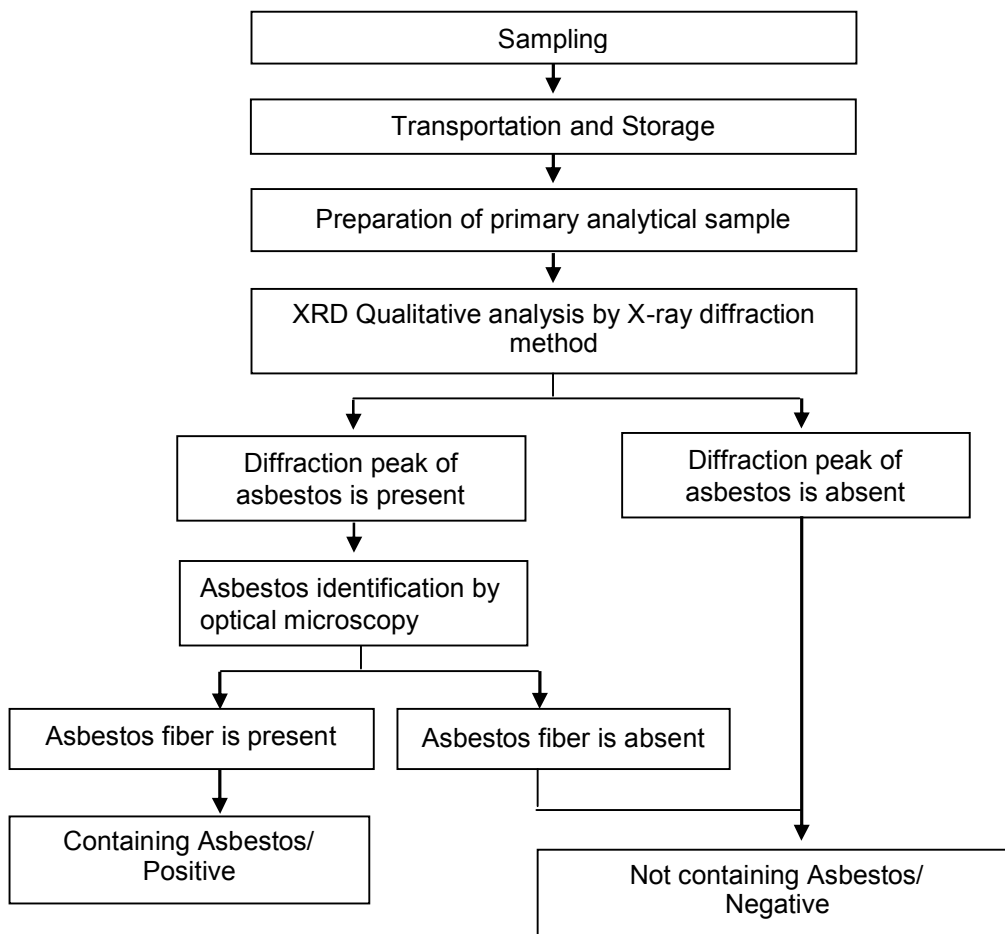 Sampling
Transportation and Storage
Preparation of primary analytical sample
XRD Qualitative analysis by X-ray diffraction
method
Diffraction peak of
asbestos is present
Diffraction peak of
asbestos is absent
Asbestos identification by
optical microscopy
Asbestos fiber is present
Asbestos fiber is absent
Containing Asbestos/
Positive
Not containing Asbestos/
Negative